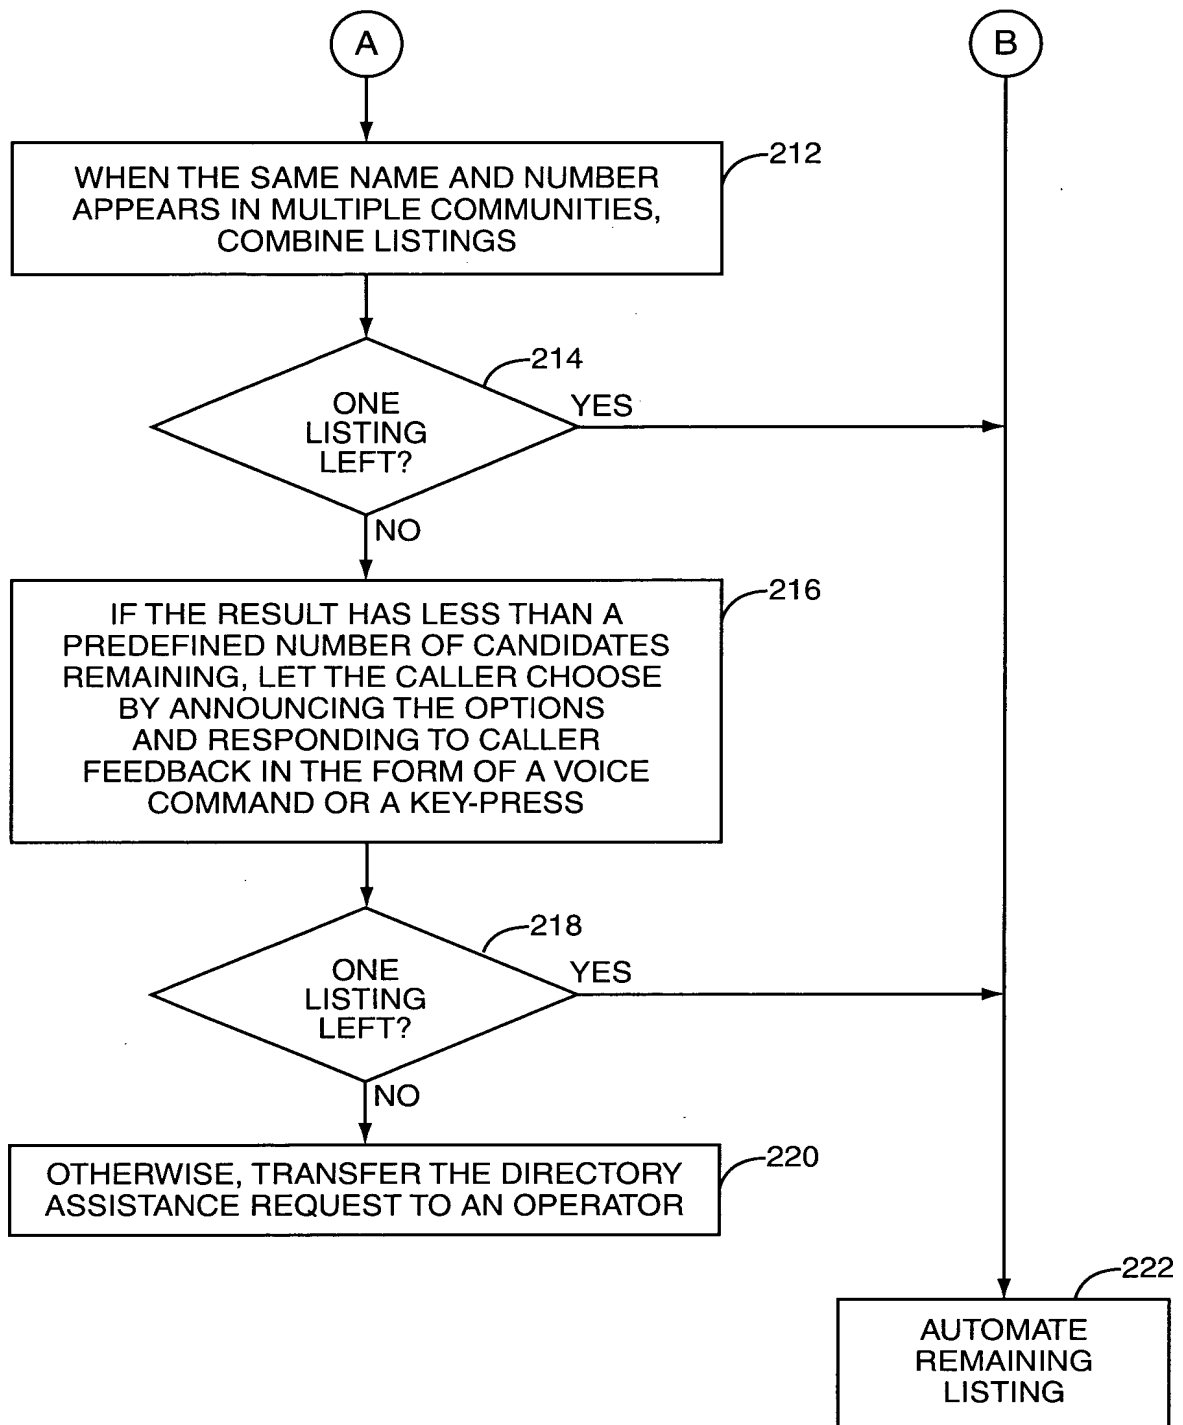 A
B
212
WHEN THE SAME NAME AND NUMBER
APPEARS IN MULTIPLE COMMUNITIES,
COMBINE LISTINGS
214
ONE
LISTING
LEFT?
YES
NO
216
IF THE RESULT HAS LESS THAN A
PREDEFINED NUMBER OF CANDIDATES
REMAINING, LET THE CALLER CHOOSE
BY ANNOUNCING THE OPTIONS
AND RESPONDING TO CALLER
FEEDBACK IN THE FORM OF A VOICE
COMMAND OR A KEY-PRESS
218
ONE
LISTING
LEFT?
YES
NO
220
OTHERWISE, TRANSFER THE DIRECTORY
ASSISTANCE REQUEST TO AN OPERATOR
222
AUTOMATE
REMAINING
LISTING